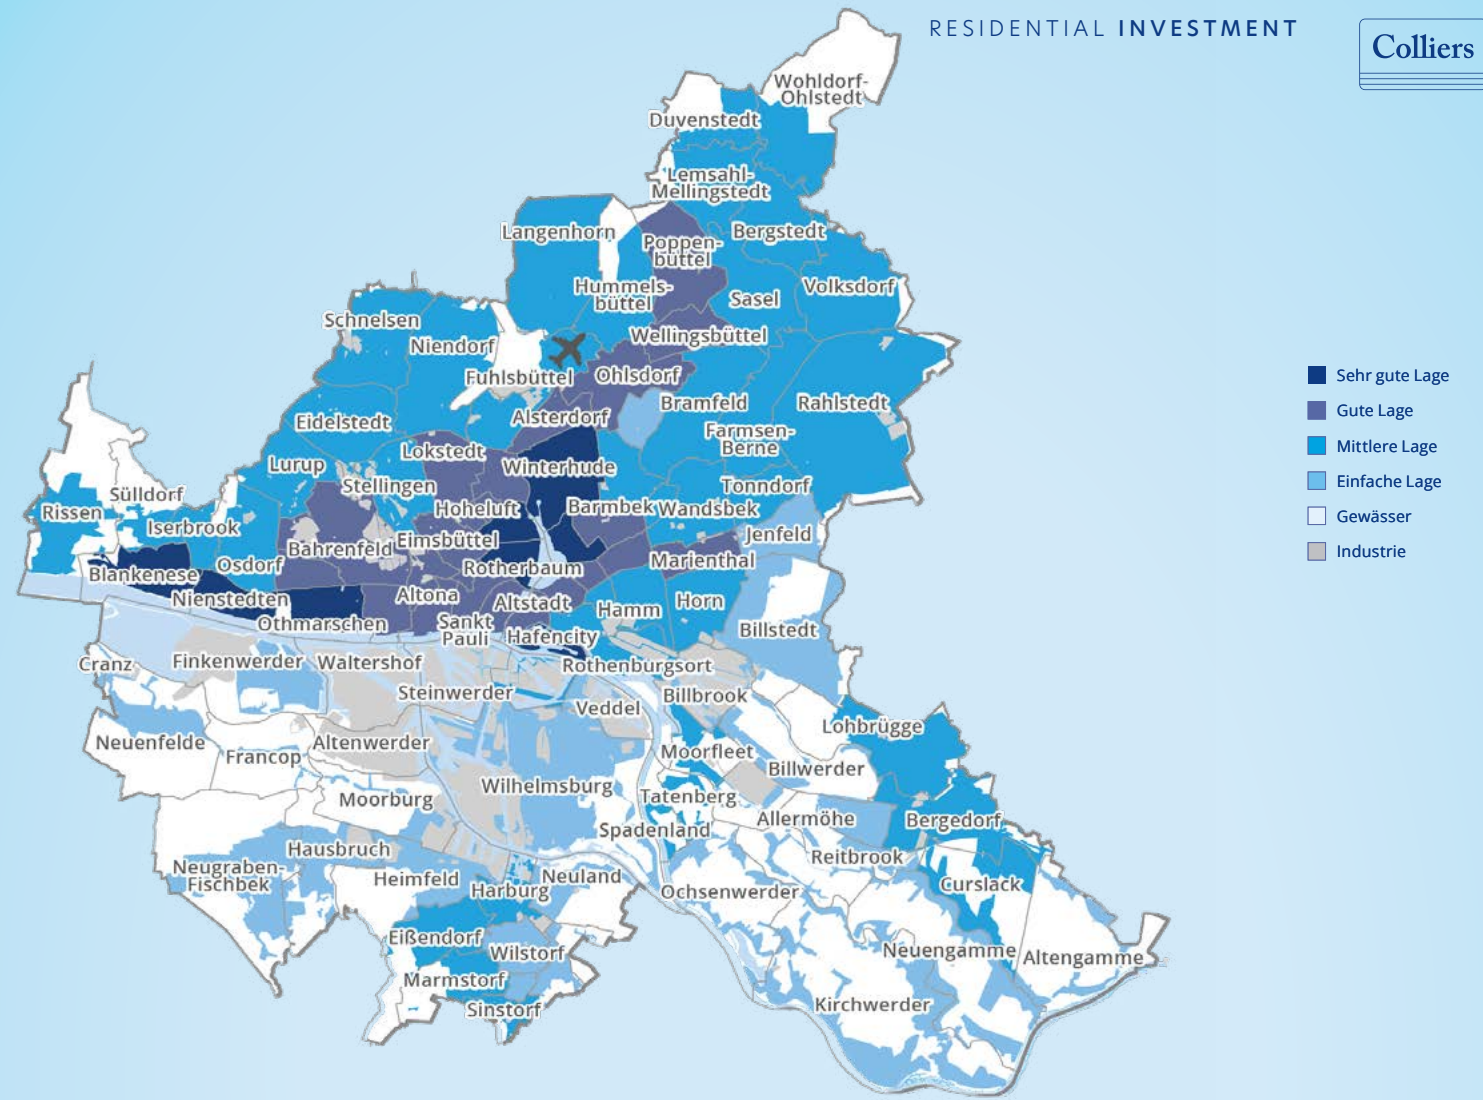 RESIDENTIAL INVESTMENT
Colliers
Wohldorf-
Ohlstedt
Duvenstedt
Lemsahl-
Mellingstedt
Langenhorn
Bergstedt
Poppen-
büttel
Hummels-
büttel
Volksdorf
Sasel
Schnelsen
Wellingsbüttel
Niendorf
Fuhlsbüttel
Ohlsdorf
Bramfeld
Rahlstedt
Alsterdorf
Eidelstedt
Farmsen-
Berne
Lokstedt
Lurup
Winterhude
Stellingen
Tonndorf
Sülldorf
Rissen
Hoheluft
Barmbek
Wandsbek
Iserbrook
Jenfeld
Eimsbüttel
Bahrenfeld
Marienthal
Osdorf
Rotherbaum
Blankenese
Nienstedten
Altona
Altstadt
Hamm
Horn
Othmarschen
Sankt
Pauli
Hafencity
Billstedt
Cranz
Finkenwerder
Waltershof
Rothenburgsort
Steinwerder
Billbrook
Veddel
Lohbrügge
Neuenfelde
Altenwerder
Moorfleet
Francop
Billwerder
Wilhelmsburg
Tatenberg
Moorburg
Allermöhe
Bergedorf
Spadenland
Hausbruch
Reitbrook
Neugraben-
Fischbek
Heimfeld
Neuland
Harburg
Curslack
Ochsenwerder
Eißendorf
Wilstorf
Neuengamme
Altengamme
Marmstorf
Kirchwerder
Sinstorf
Sehr gute Lage
Gute Lage
Mittlere Lage
Einfache Lage
Gewässer
Industrie